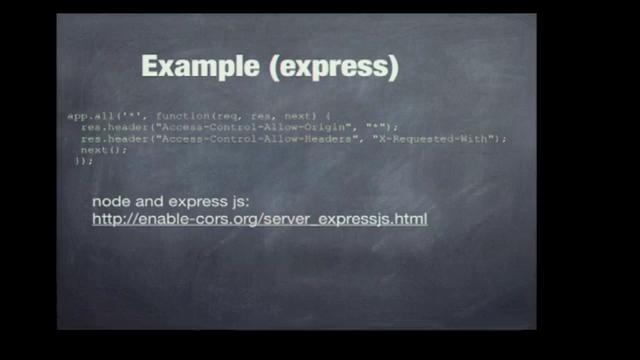 Example (express)
app.all('*', function(req, res, next) {
res.header("Access-Control-Allow-Origin", "*");
res.header("Access-Control-Allow-Headers", "X-Requested-With");
next();
});
node and express js:
http://enable-cors.org/server_expressjs.html